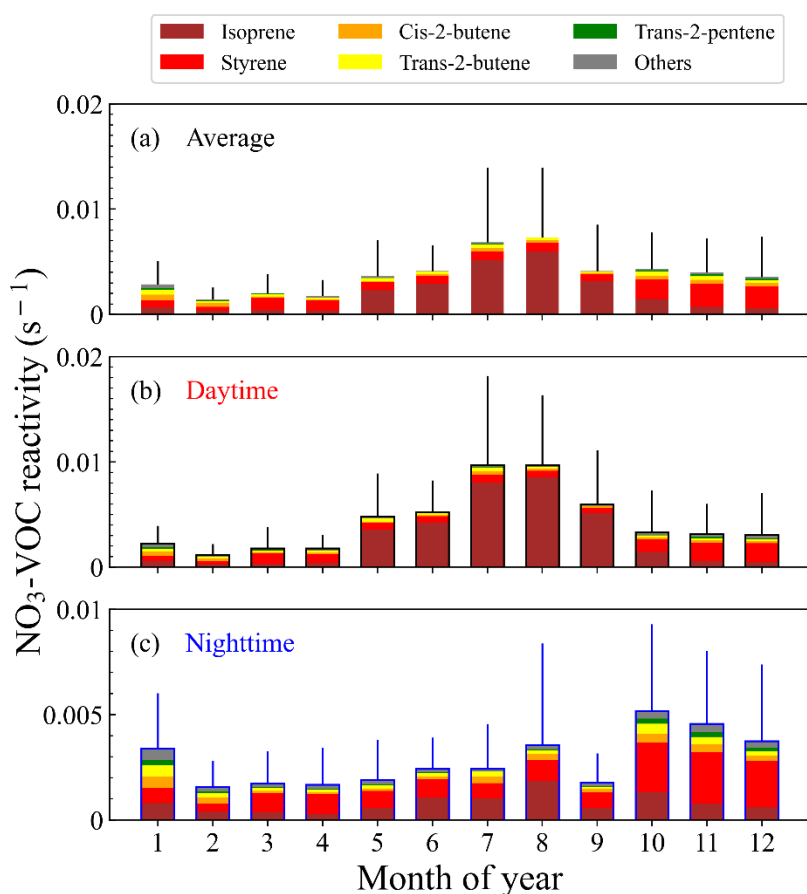 Isoprene Cis-2-butene Trans-2-pentene
Styrene Trans-2-butene Others
0.02
(a) Average
0.01
0
0.02
(b) Daytime
0.01
0
0.01
(c) Nighttime
0.005
0
NO₃-VOC reactivity (s⁻¹)
1 2 3 4 5 6 7 8 9 10 11 12
Month of year